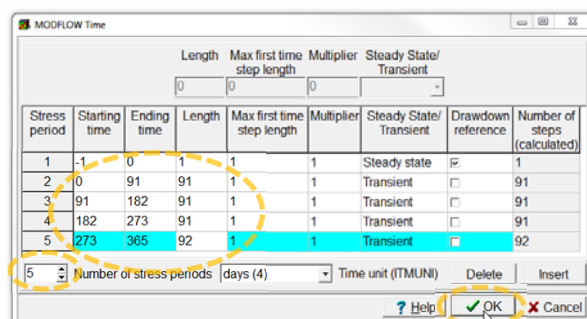 MODFLOW Time
Length Max first time step length Multiplier Steady State/ Transient
0 0 0
Stress period Starting time Ending time Length Max first time step length Multiplier Steady State/ Transient Drawdown reference Number of steps (calculated)
1 -1 0 1 1 1 Steady state 1
2 0 91 91 1 1 Transient 91
3 91 182 91 1 1 Transient 91
4 182 273 91 1 1 Transient 91
5 273 365 92 1 1 Transient 92
5 Number of stress periods days (4) Time unit (ITMUNI) Delete Insert
? Help OK Cancel